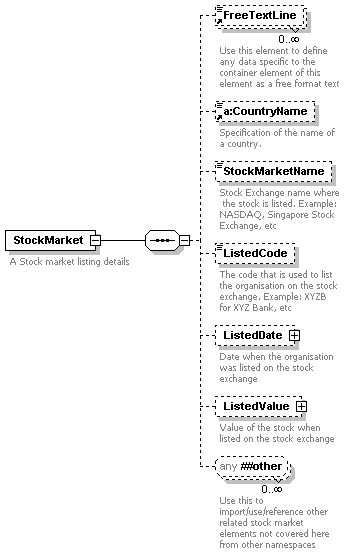 FreeTextLine
0..∞
Use this element to define
any data specific to the
container element of this
element as a free format text
a:CountryName
Specification of the name of
a country.
StockMarketName
Stock Exchange name where
the stock is listed. Example:
NASDAQ, Singapore Stock
Exchange, etc
StockMarket
A Stock market listing details
ListedCode
The code that is used to list
the organisation on the stock
exchange. Example: XYZB
for XYZ Bank, etc
ListedDate
Date when the organisation
was listed on the stock
exchange
ListedValue
Value of the stock when
listed on the stock exchange
any ##other
0..∞
Use this to
import/use/reference other
related stock market
elements not covered here
from other namespaces